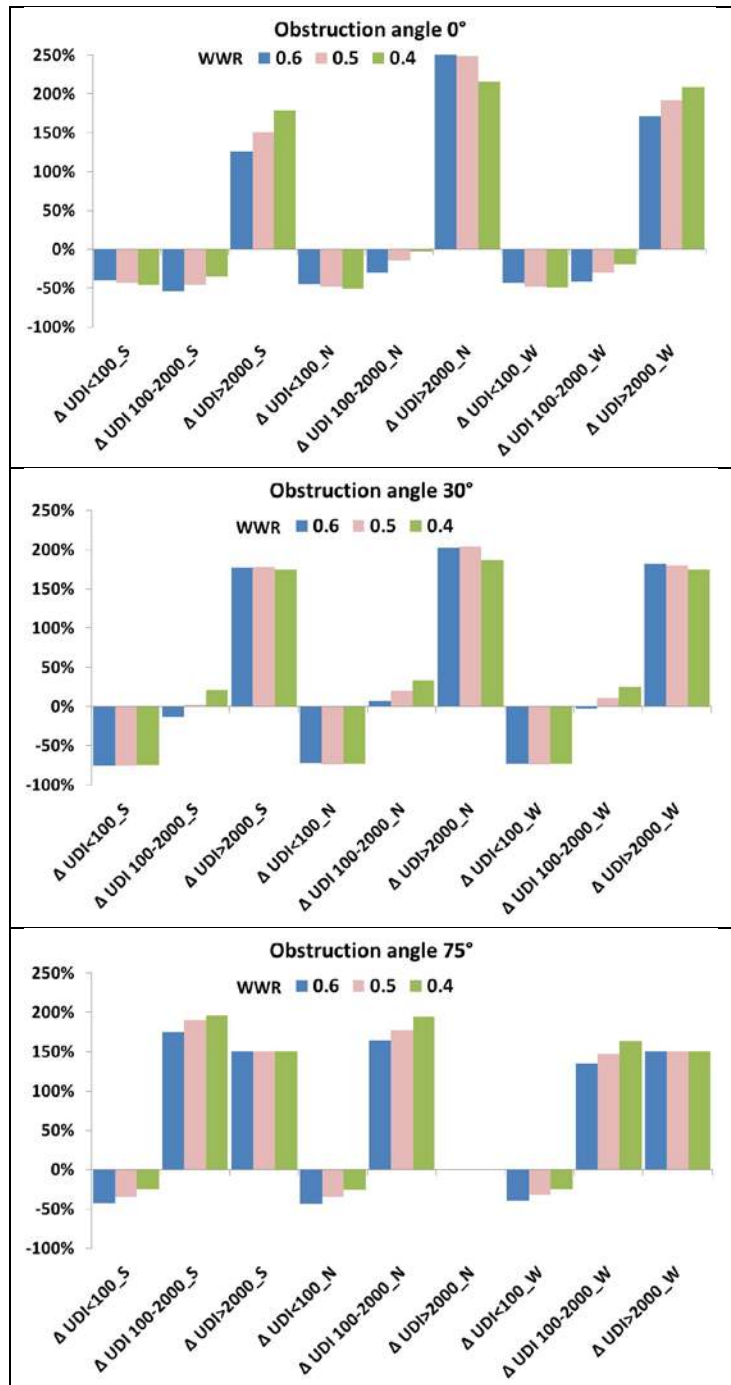 Obstruction angle 0°
WWR 0.6 0.5 0.4
250%
200%
150%
100%
50%
0%
-50%
-100%
Δ UDI<100_S
Δ UDI 100-2000_S
Δ UDI>2000_S
Δ UDI<100_N
Δ UDI 100-2000_N
Δ UDI>2000_N
Δ UDI<100_W
Δ UDI 100-2000_W
Δ UDI>2000_W
Obstruction angle 30°
WWR 0.6 0.5 0.4
250%
200%
150%
100%
50%
0%
-50%
-100%
Δ UDI<100_S
Δ UDI 100-2000_S
Δ UDI>2000_S
Δ UDI<100_N
Δ UDI 100-2000_N
Δ UDI>2000_N
Δ UDI<100_W
Δ UDI 100-2000_W
Δ UDI>2000_W
Obstruction angle 75°
WWR 0.6 0.5 0.4
250%
200%
150%
100%
50%
0%
-50%
-100%
Δ UDI<100_S
Δ UDI 100-2000_S
Δ UDI>2000_S
Δ UDI<100_N
Δ UDI 100-2000_N
Δ UDI>2000_N
Δ UDI<100_W
Δ UDI 100-2000_W
Δ UDI>2000_W